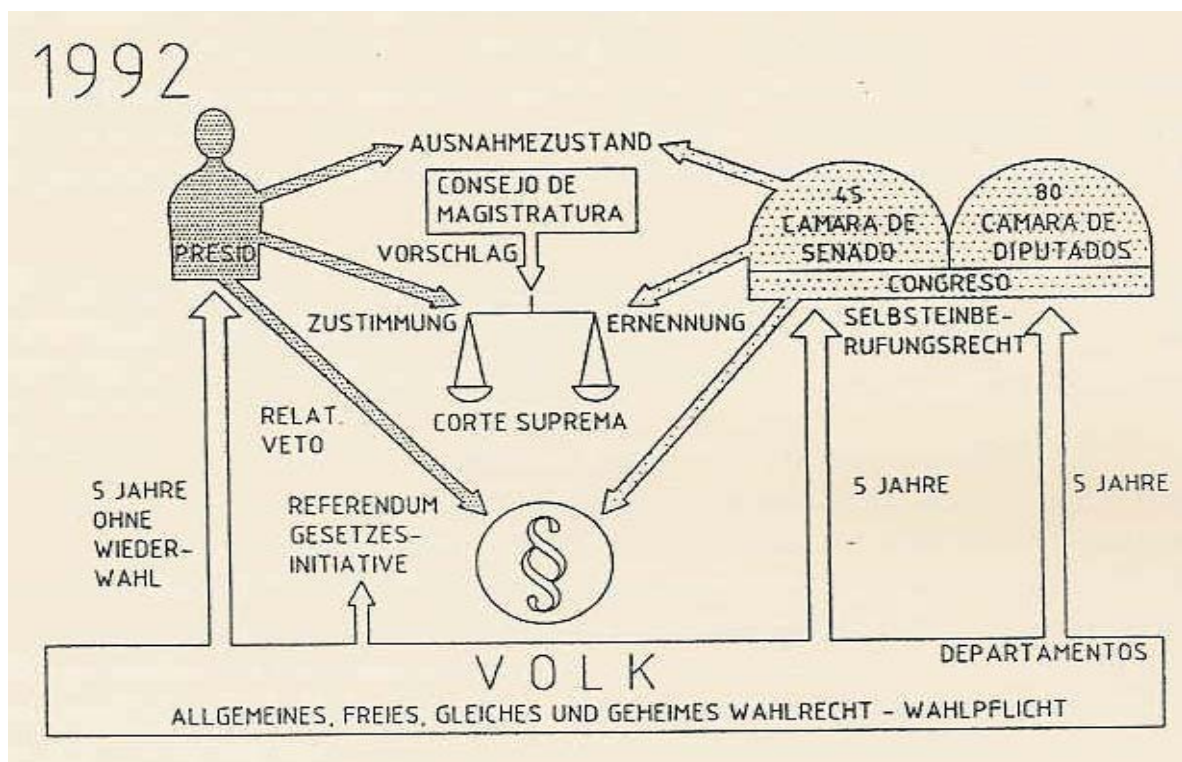 1992
AUSNAHMEZUSTAND
CONSEJO DE
MAGISTRATURA
VORSCHLAG
PRESID
45
CAMARA DE
SENADO
80
CAMARA DE
DIPUTADOS
CONGRESO
SELBSTEINBE-
RUFUNGSRECHT
ZUSTIMMUNG
ERNENNUNG
CORTE SUPREMA
RELAT.
VETO
5 JAHRE
OHNE
WIEDER-
WAHL
REFERENDUM
GESETZES-
INITIATIVE
§
5 JAHRE
5 JAHRE
DEPARTAMENTOS
VOLK
ALLGEMEINES, FREIES, GLEICHES UND GEHEIMES WAHLRECHT - WAHLPFLICHT